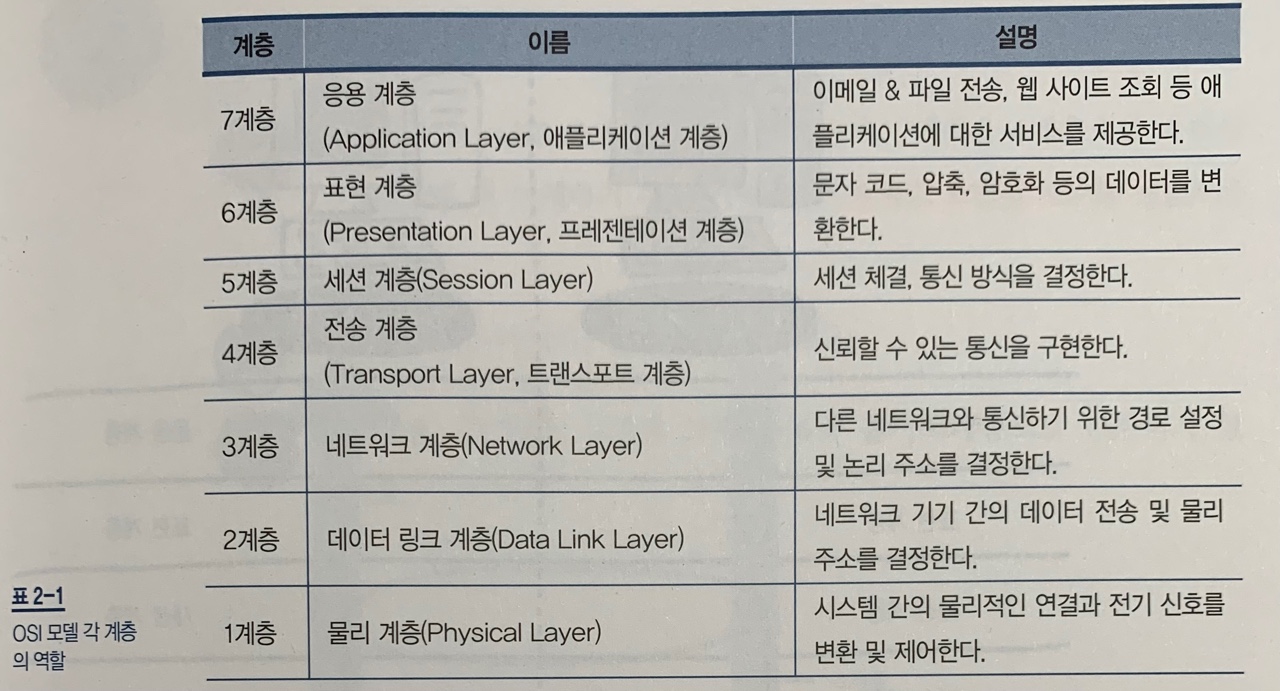 계층 이름 설명
7계층
응용 계층
(Application Layer, 애플리케이션 계층)
이메일 & 파일 전송, 웹 사이트 조회 등 애
플리케이션에 대한 서비스를 제공한다.
6계층
표현 계층
(Presentation Layer, 프레젠테이션 계층)
문자 코드, 압축, 암호화 등의 데이터를 변
환한다.
5계층
세션 계층(Session Layer)
세션 체결, 통신 방식을 결정한다.
4계층
전송 계층
(Transport Layer, 트랜스포트 계층)
신뢰할 수 있는 통신을 구현한다.
3계층
네트워크 계층(Network Layer)
다른 네트워크와 통신하기 위한 경로 설정
및 논리 주소를 결정한다.
2계층
데이터 링크 계층(Data Link Layer)
네트워크 기기 간의 데이터 전송 및 물리
주소를 결정한다.
1계층
물리 계층(Physical Layer)
시스템 간의 물리적인 연결과 전기 신호를
변환 및 제어한다.
표 2-1
OSI 모델 각 계층
의 역할